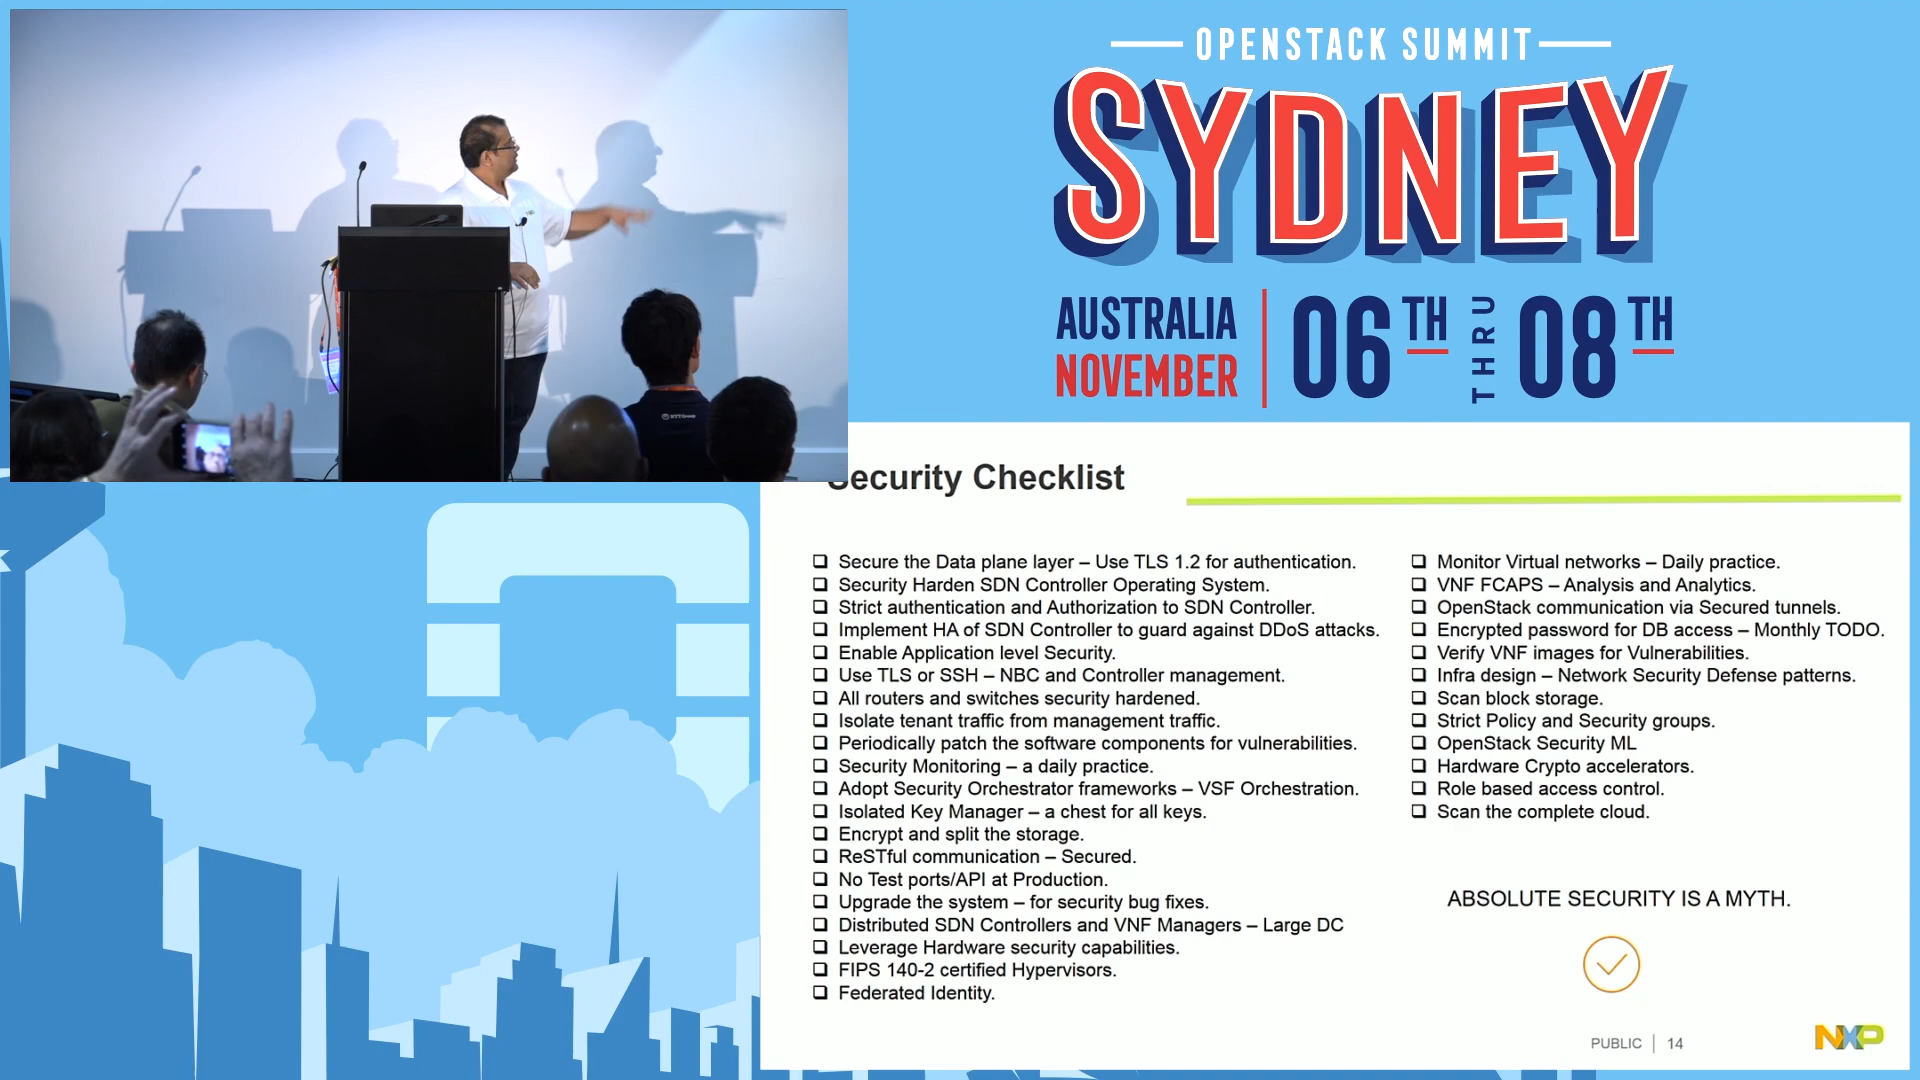 OPENSTACK SUMMIT
SYDNEY
AUSTRALIA
NOVEMBER
06TH THRU 08TH
Security Checklist
❑ Secure the Data plane layer – Use TLS 1.2 for authentication.
❑ Security Harden SDN Controller Operating System.
❑ Strict authentication and Authorization to SDN Controller.
❑ Implement HA of SDN Controller to guard against DDoS attacks.
❑ Enable Application level Security.
❑ Use TLS or SSH – NBC and Controller management.
❑ All routers and switches security hardened.
❑ Isolate tenant traffic from management traffic.
❑ Periodically patch the software components for vulnerabilities.
❑ Security Monitoring – a daily practice.
❑ Adopt Security Orchestrator frameworks – VSF Orchestration.
❑ Isolated Key Manager – a chest for all keys.
❑ Encrypt and split the storage.
❑ ReSTful communication – Secured.
❑ No Test ports/API at Production.
❑ Upgrade the system – for security bug fixes.
❑ Distributed SDN Controllers and VNF Managers – Large DC
❑ Leverage Hardware security capabilities.
❑ FIPS 140-2 certified Hypervisors.
❑ Federated Identity.
❑ Monitor Virtual networks – Daily practice.
❑ VNF FCAPS – Analysis and Analytics.
❑ OpenStack communication via Secured tunnels.
❑ Encrypted password for DB access – Monthly TODO.
❑ Verify VNF images for Vulnerabilities.
❑ Infra design – Network Security Defense patterns.
❑ Scan block storage.
❑ Strict Policy and Security groups.
❑ OpenStack Security ML
❑ Hardware Crypto accelerators.
❑ Role based access control.
❑ Scan the complete cloud.
ABSOLUTE SECURITY IS A MYTH.
PUBLIC | 14
NXP